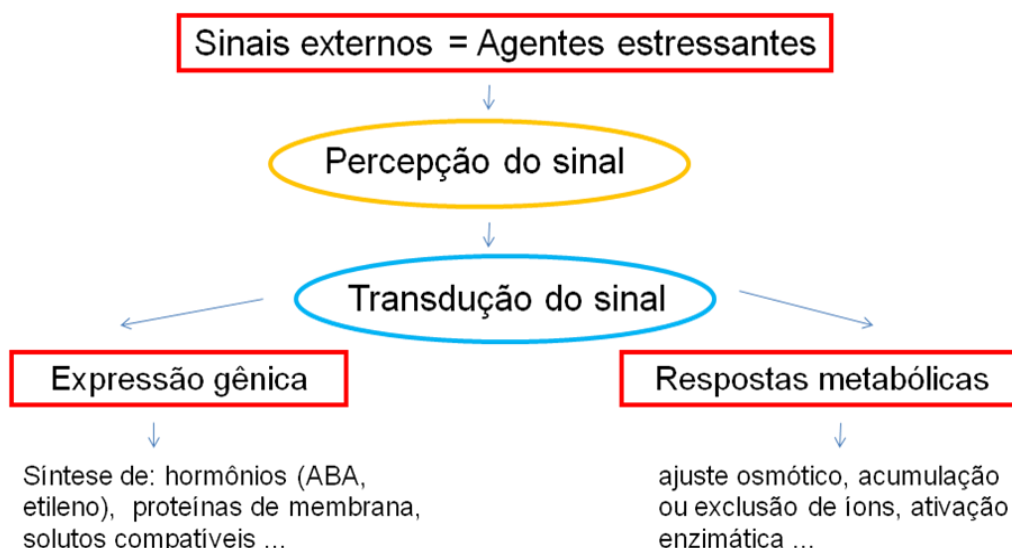 Sinais externos = Agentes estressantes
Percepção do sinal
Transdução do sinal
Expressão gênica
Respostas metabólicas
Síntese de: hormônios (ABA,
etileno), proteínas de membrana,
solutos compatíveis ...
ajuste osmótico, acumulação
ou exclusão de íons, ativação
enzimática ...